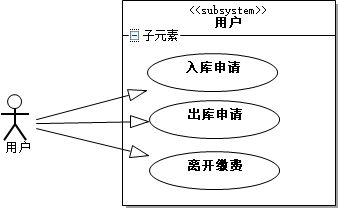 <<subsystem>>
用户
子元素
入库申请
出库申请
离开缴费
用户